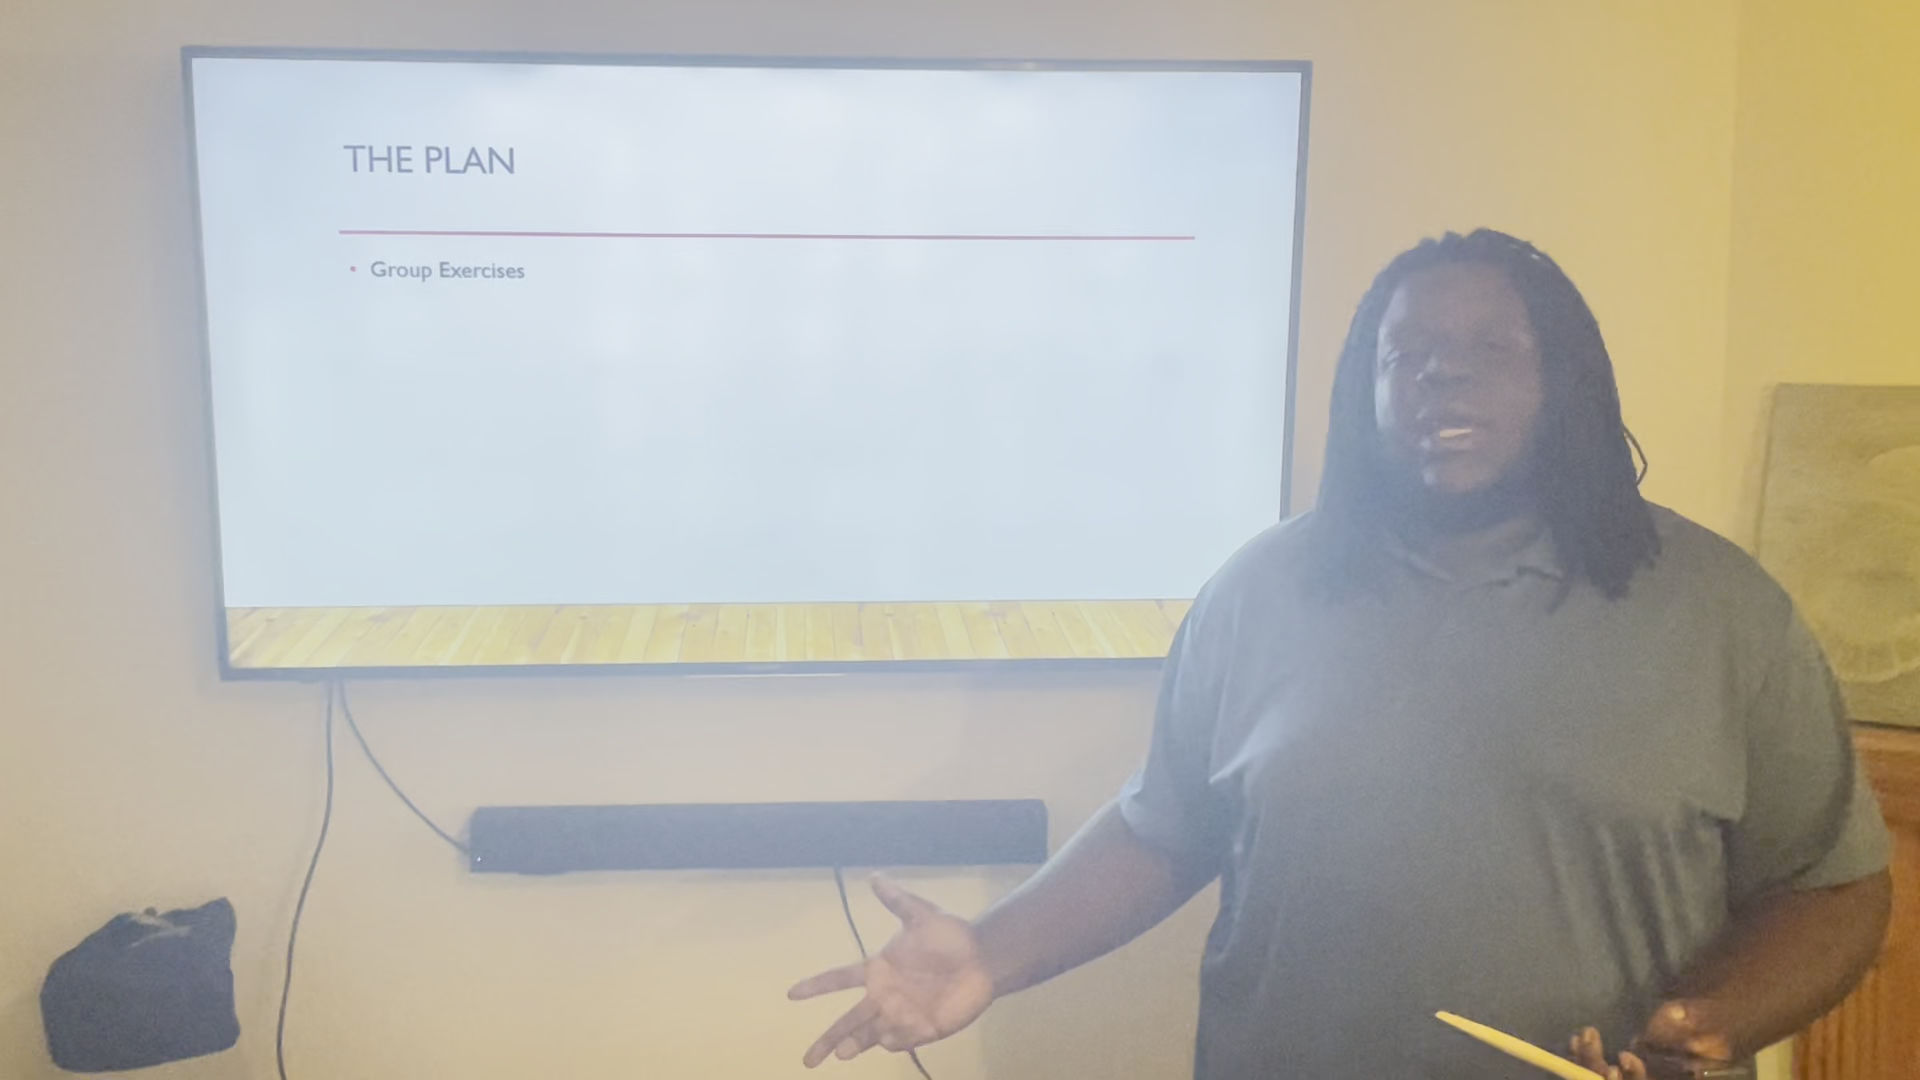 THE PLAN
• Group Exercises